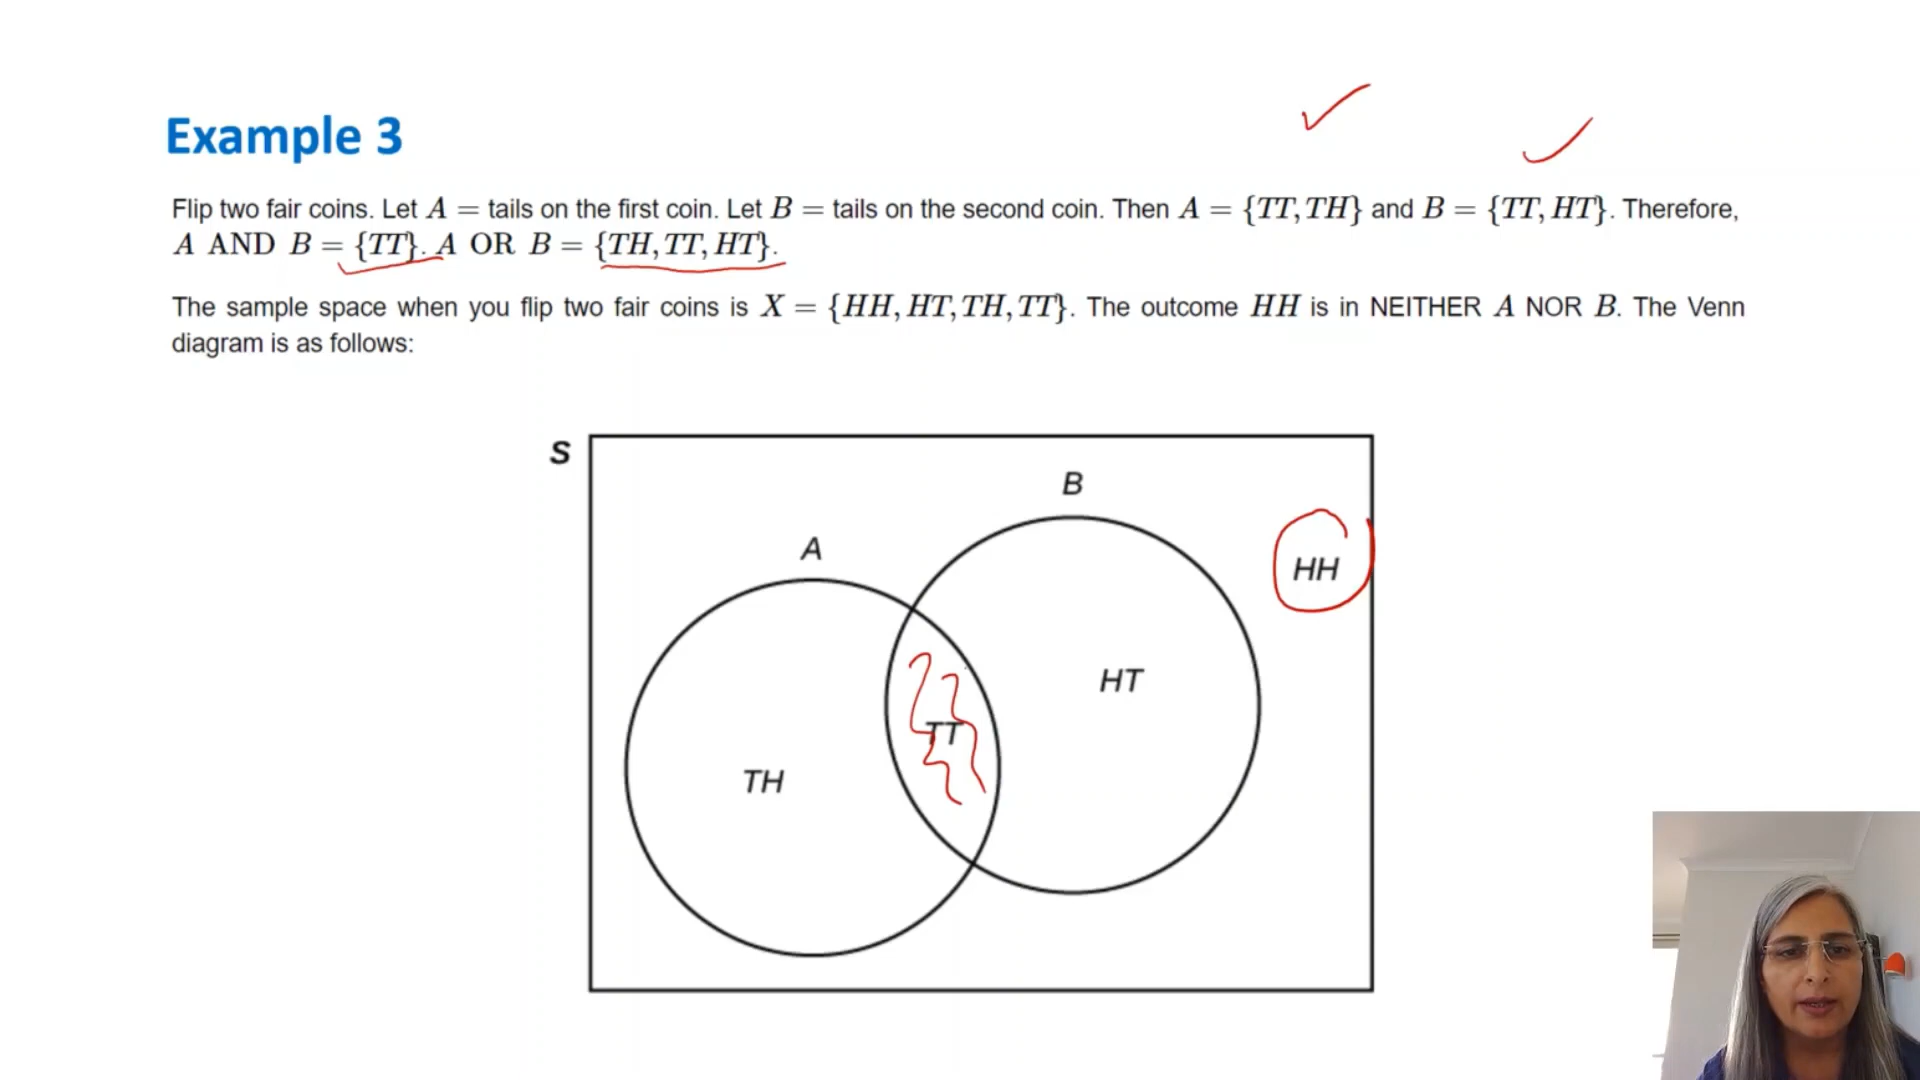 Example 3
Flip two fair coins. Let A = tails on the first coin. Let B = tails on the second coin. Then A = {TT, TH} and B = {TT, HT}. Therefore,
A AND B = {TT}. A OR B = {TH, TT, HT}.
The sample space when you flip two fair coins is X = {HH, HT, TH, TT}. The outcome HH is in NEITHER A NOR B. The Venn
diagram is as follows:
S
B
A
HH
HT
TT
TH